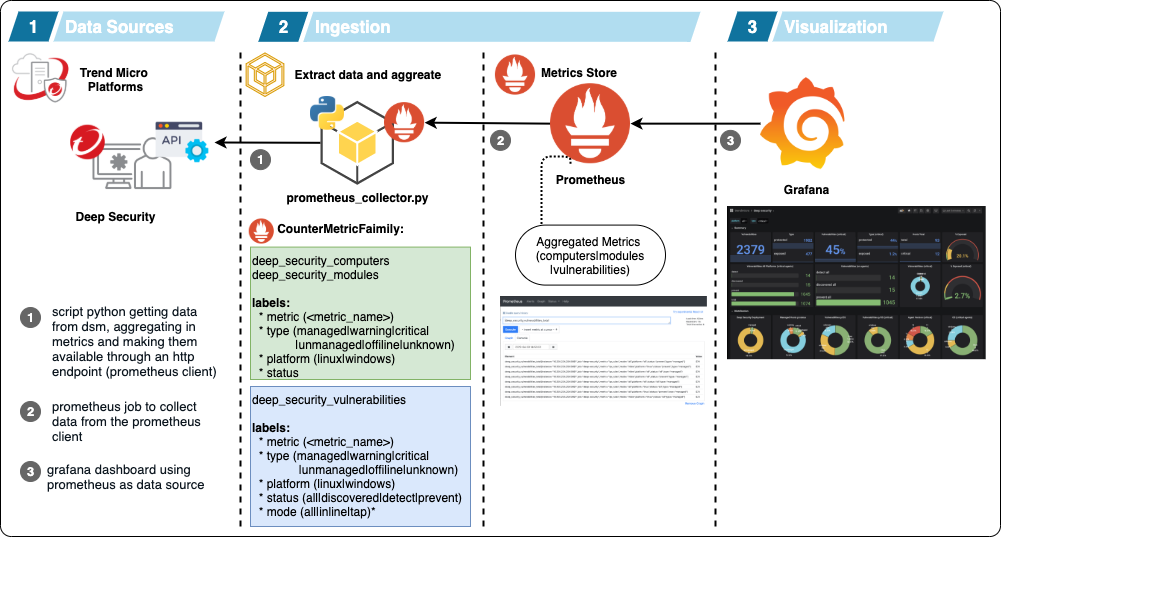 1 Data Sources
2 Ingestion
3 Visualization
Trend Micro
Platforms
API
Deep Security
1
script python getting data
from dsm, aggregating in
metrics and making them
available through an http
endpoint (prometheus client)
2
prometheus job to collect
data from the prometheus
client
3
grafana dashboard using
prometheus as data source
Extract data and aggreate
1
prometheus_collector.py
CounterMetricFaimily:
deep_security_computers
deep_security_modules
labels:
* metric (<metric_name>)
* type (managed|warning|critical
|unmanaged|offiline|unknown)
* platform (linux|windows)
* status
deep_security_vulnerabilities
labels:
* metric (<metric_name>)
* type (managed|warning|critical
|unmanaged|offiline|unknown)
* platform (linux|windows)
* status (all|discovered|detect|prevent)
* mode (all|inline|tap)*
Metrics Store
2
Prometheus
Aggregated Metrics
(computers|modules
|vulnerabilities)
Prometheus
3
Grafana
2379
45%
20.1%
14
15
1045
2.7%